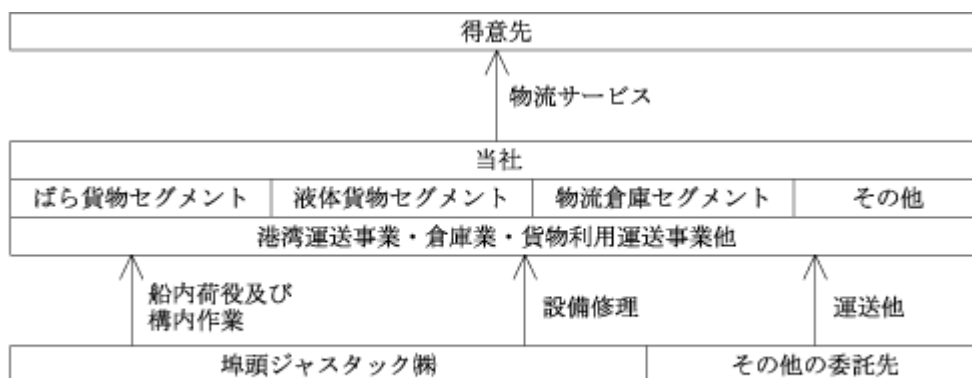 得意先
物流サービス
当社
ばら貨物セグメント
液体貨物セグメント
物流倉庫セグメント
その他
港湾運送事業・倉庫業・貨物利用運送事業他
船内荷役及び
構内作業
設備修理
運送他
埠頭ジャスタック㈱
その他の委託先